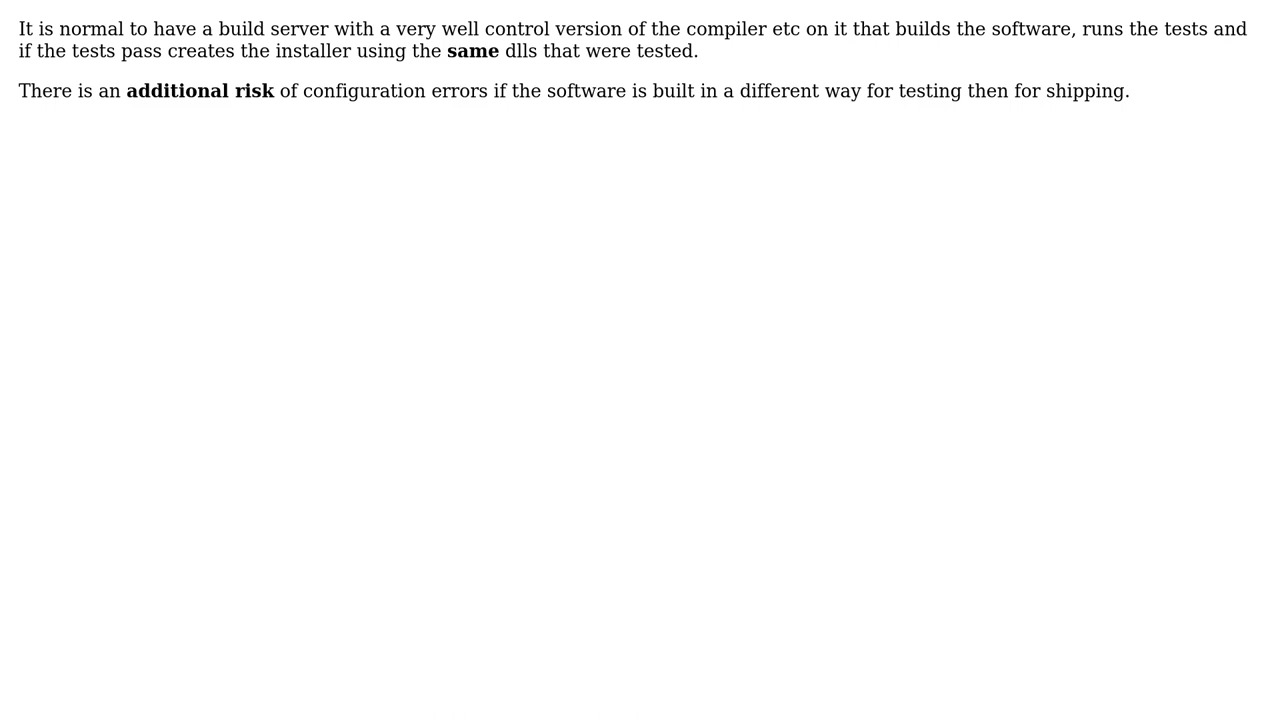 It is normal to have a build server with a very well control version of the compiler etc on it that builds the software, runs the tests and
if the tests pass creates the installer using the same dlls that were tested.
There is an additional risk of configuration errors if the software is built in a different way for testing then for shipping.